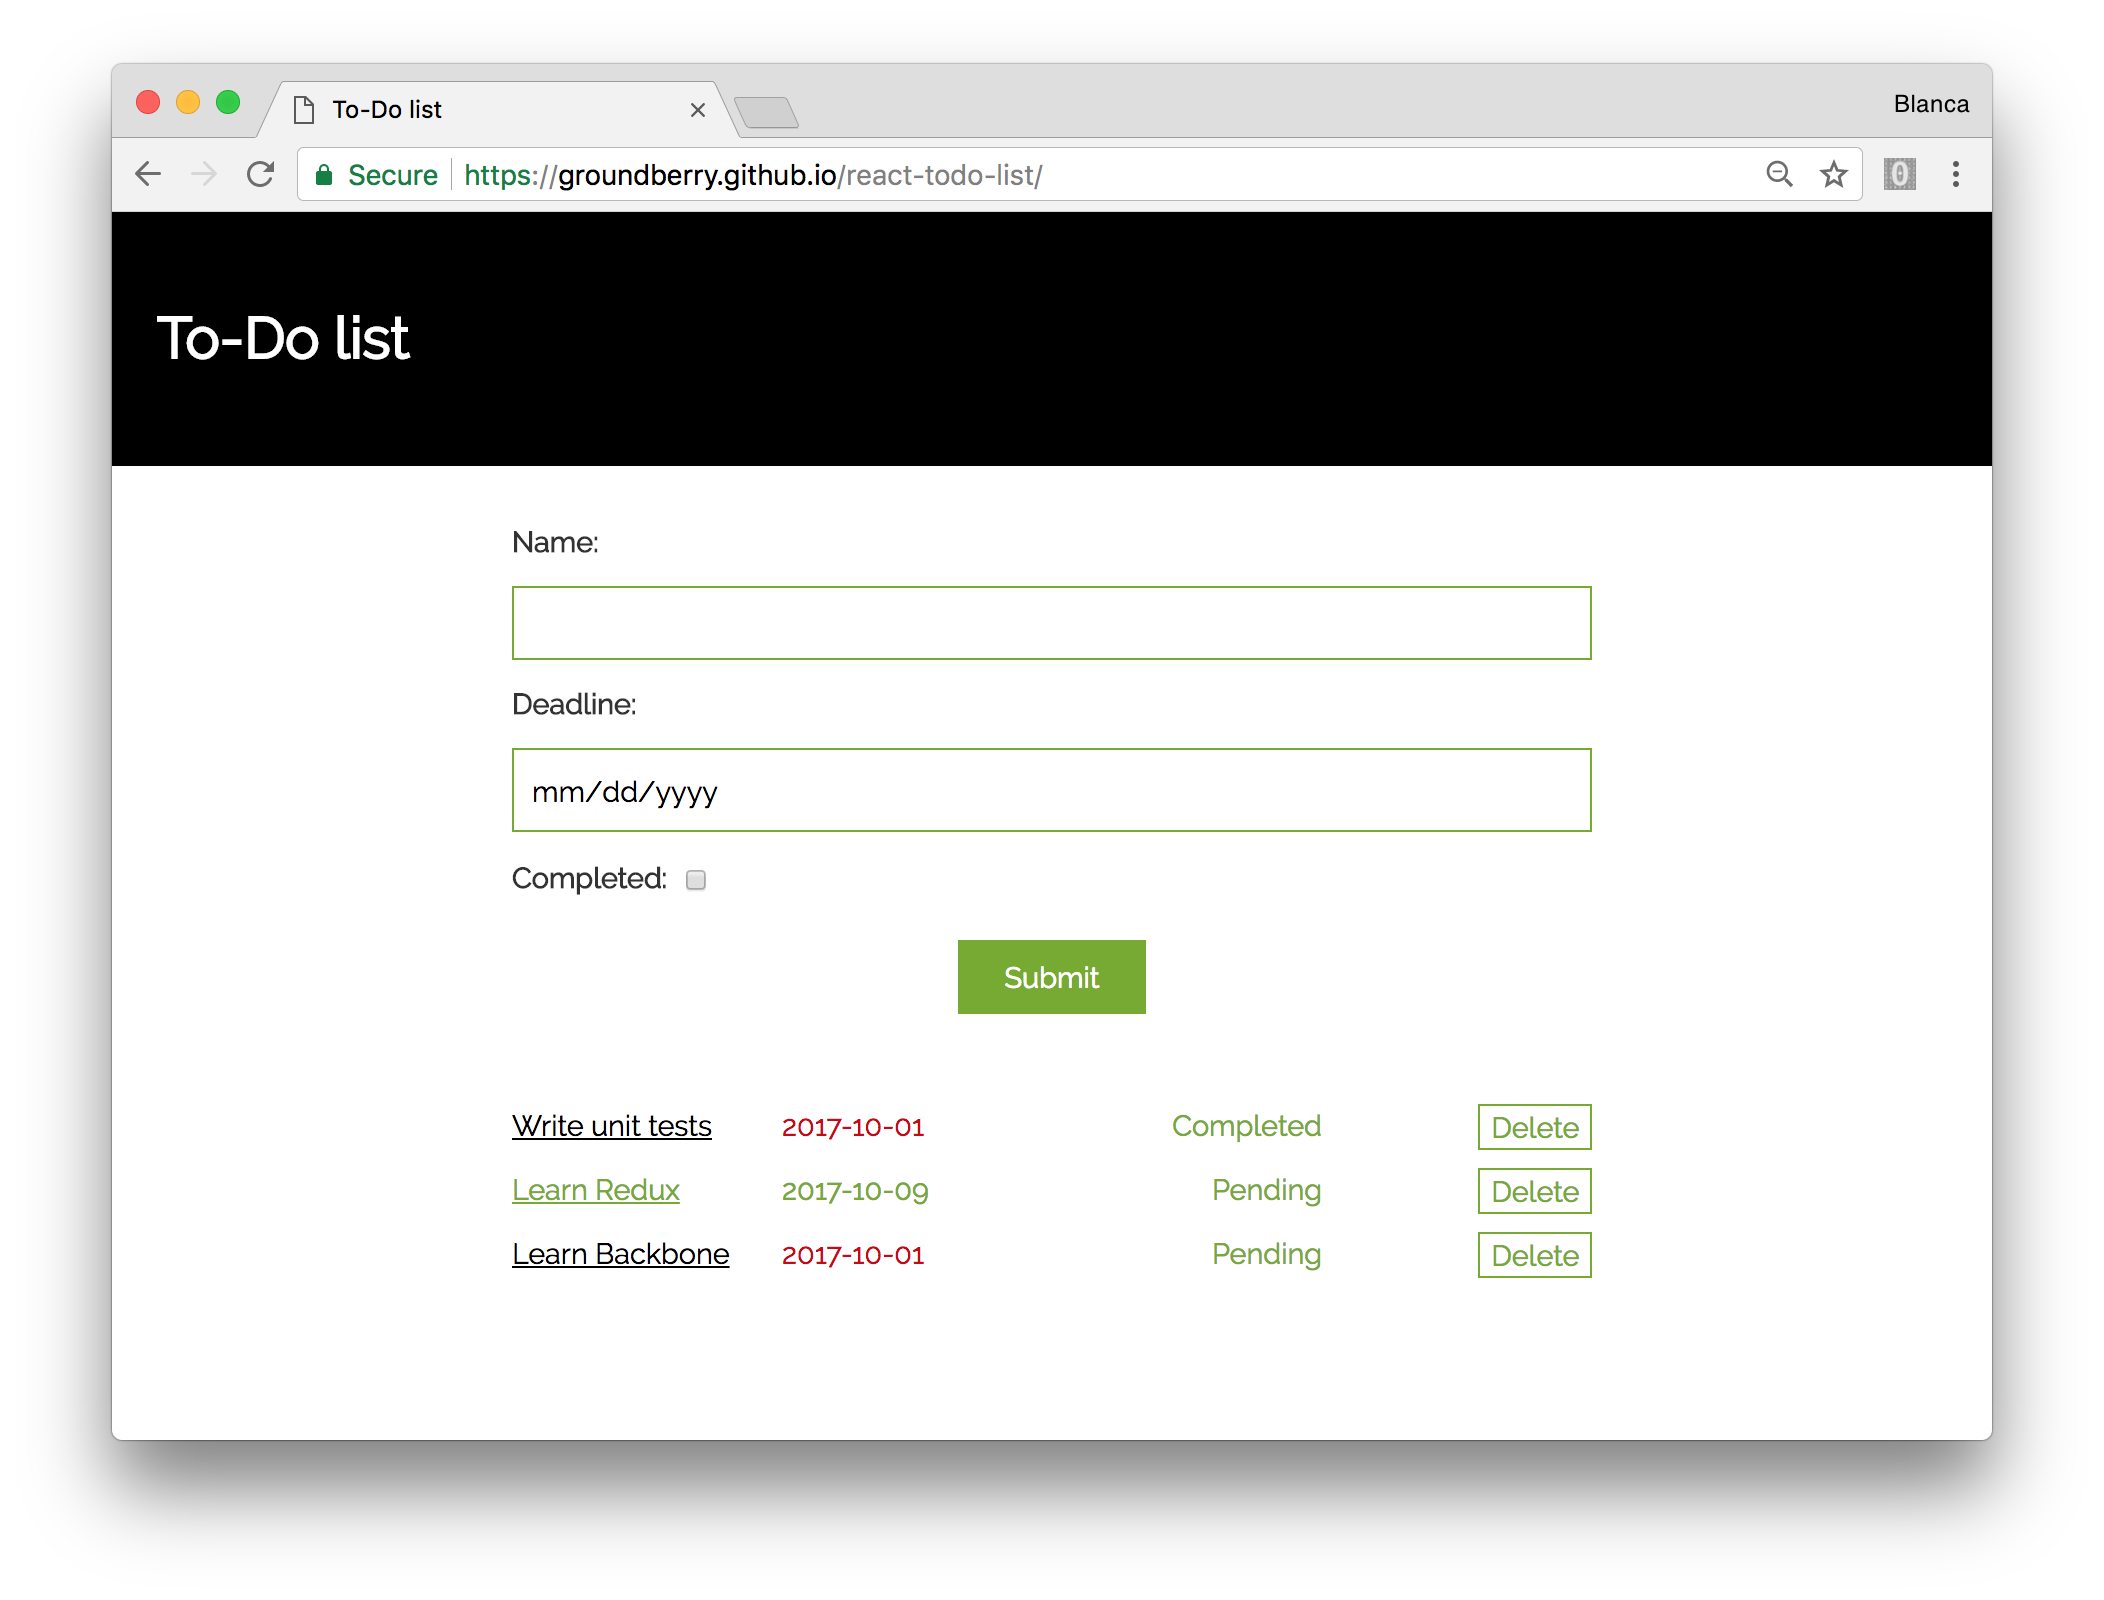 To-Do list
Blanca
Secure https://groundberry.github.io/react-todo-list/
0
To-Do list
Name:
Deadline:
mm/dd/yyyy
Completed:
Submit
Write unit tests 2017-10-01 Completed Delete
Learn Redux 2017-10-09 Pending Delete
Learn Backbone 2017-10-01 Pending Delete